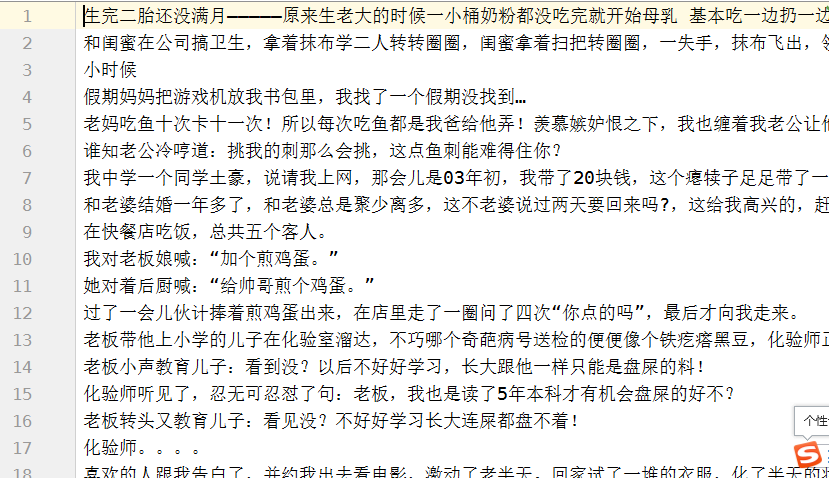 1 生完二胎还没满月—————原来生老大的时候一小桶奶粉都没吃完就开始母乳 基本吃一边扔一边
2 和闺蜜在公司搞卫生，拿着抹布学二人转转圈圈，闺蜜拿着扫把转圈圈，一失手，抹布飞出，
3 小时候
4 假期妈妈把游戏机放我书包里，我找了一个假期没找到…
5 老妈吃鱼十次卡十一次！所以每次吃鱼都是我爸给他弄！羡慕嫉妒恨之下，我也缠着我老公让他
6 谁知老公冷哼道：挑我的刺那么会挑，这点鱼刺能难得住你？
7 我中学一个同学土豪，说请我上网，那会儿是03年初，我带了20块钱，这个瘪犊子足足带了一
8 和老婆结婚一年多了，和老婆总是聚少离多，这不老婆说过两天要回来吗?，这给我高兴的，赶
9 在快餐店吃饭，总共五个客人。
10 我对老板娘喊：“加个煎鸡蛋。”
11 她对着后厨喊：“给帅哥煎个鸡蛋。”
12 过了一会儿伙计捧着煎鸡蛋出来，在店里走了一圈问了四次“你点的吗”，最后才向我走来。
13 老板带他上小学的儿子在化验室溜达，不巧哪个奇葩病号送检的便便像个铁疙瘩黑豆，化验师正
14 老板小声教育儿子：看到没？以后不好好学习，长大跟他一样只能是盘屎的料！
15 化验师听见了，忍无可忍怼了句：老板，我也是读了5年本科才有机会盘屎的好不？
16 老板转头又教育儿子：看见没？不好好学习长大连屎都盘不着！
17 化验师。。。。
18 喜欢的人跟我告白了，并约我出去看电影，激动了老半天。回家试了一堆的衣服，化了半天的妆
个性
S